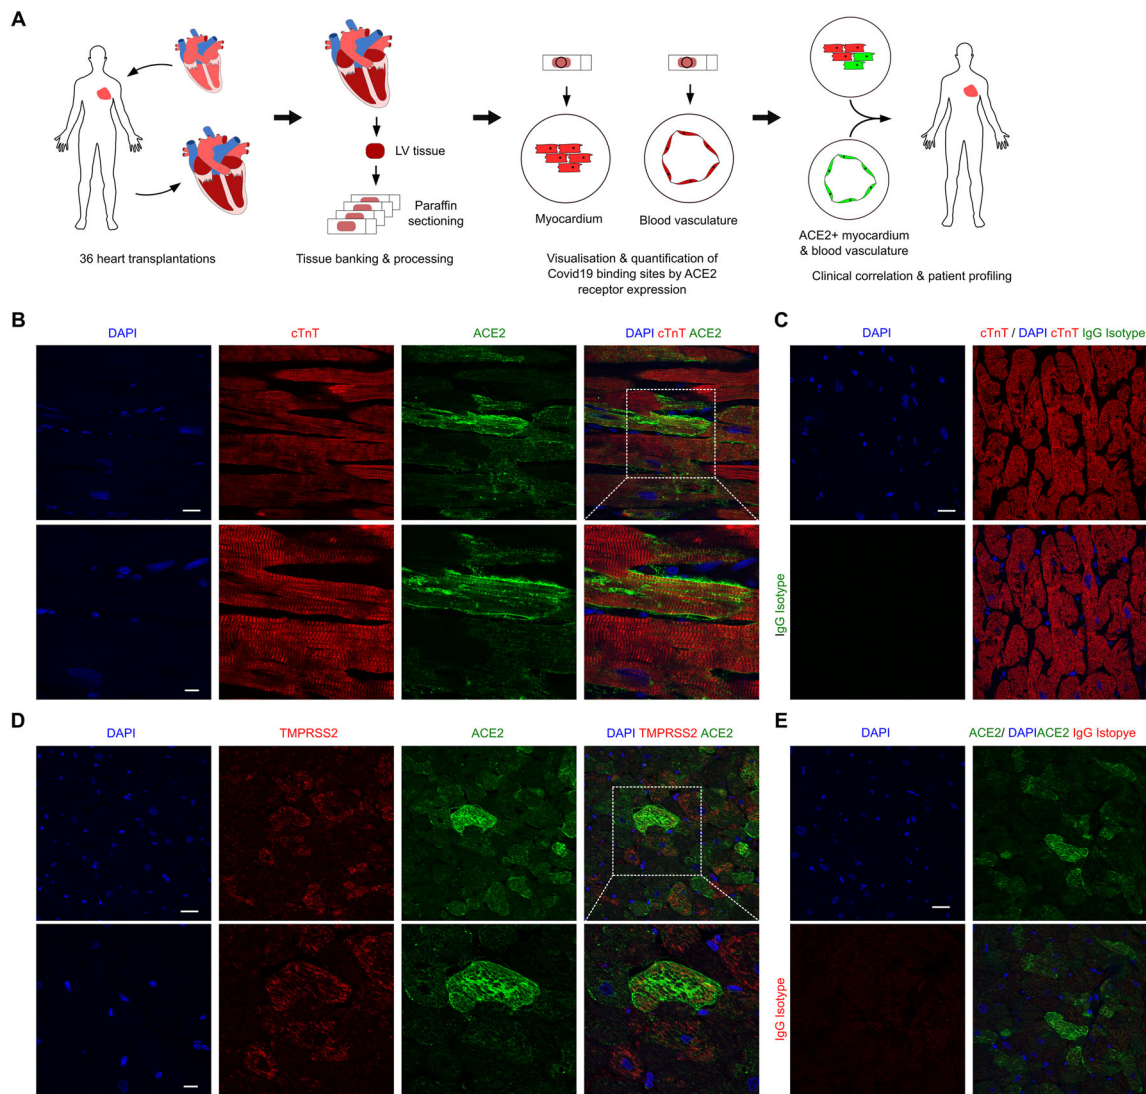 A
LV tissue
Paraffin
sectioning
Myocardium
Blood vasculature
ACE2+ myocardium
& blood vasculature
36 heart transplantations
Tissue banking & processing
Visualisation & quantification of
Covid19 binding sites by ACE2
receptor expression
Clinical correlation & patient profiling
B
DAPI
cTnT
ACE2
DAPI cTnT ACE2
C
DAPI
cTnT / DAPI cTnT IgG Isotype
IgG Isotype
D
DAPI
TMPRSS2
ACE2
DAPI TMPRSS2 ACE2
E
DAPI
ACE2/ DAPIACE2 IgG Istopye
IgG Isotype